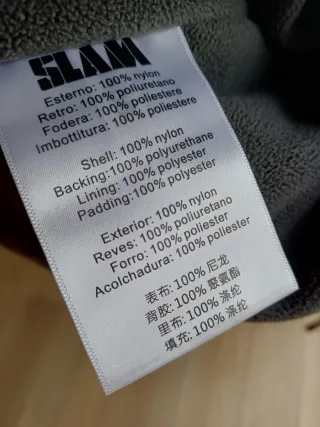 SLAM
Esterno: 100% nylon
Retro: 100% poliuretano
Fodera: 100% poliestere
Imbottitura: 100% poliestere
Shell: 100% nylon
Backing:100% polyurethane
Lining: 100% polyester
Padding:100% polyester
Exterior: 100% nylon
Reves: 100% poliuretano
Forro: 100% poliester
Acolchadura: 100% poliester
表布: 100% 尼龙
背胶: 100% 聚氨酯
里布: 100% 涤纶
填充: 100% 涤纶